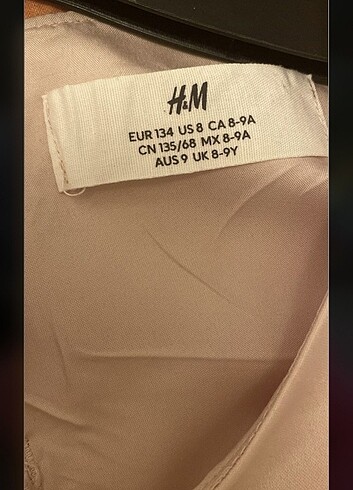 H&M
EUR 134 US 8 CA 8-9A
CN 135/68 MX 8-9A
AUS 9 UK 8-9Y